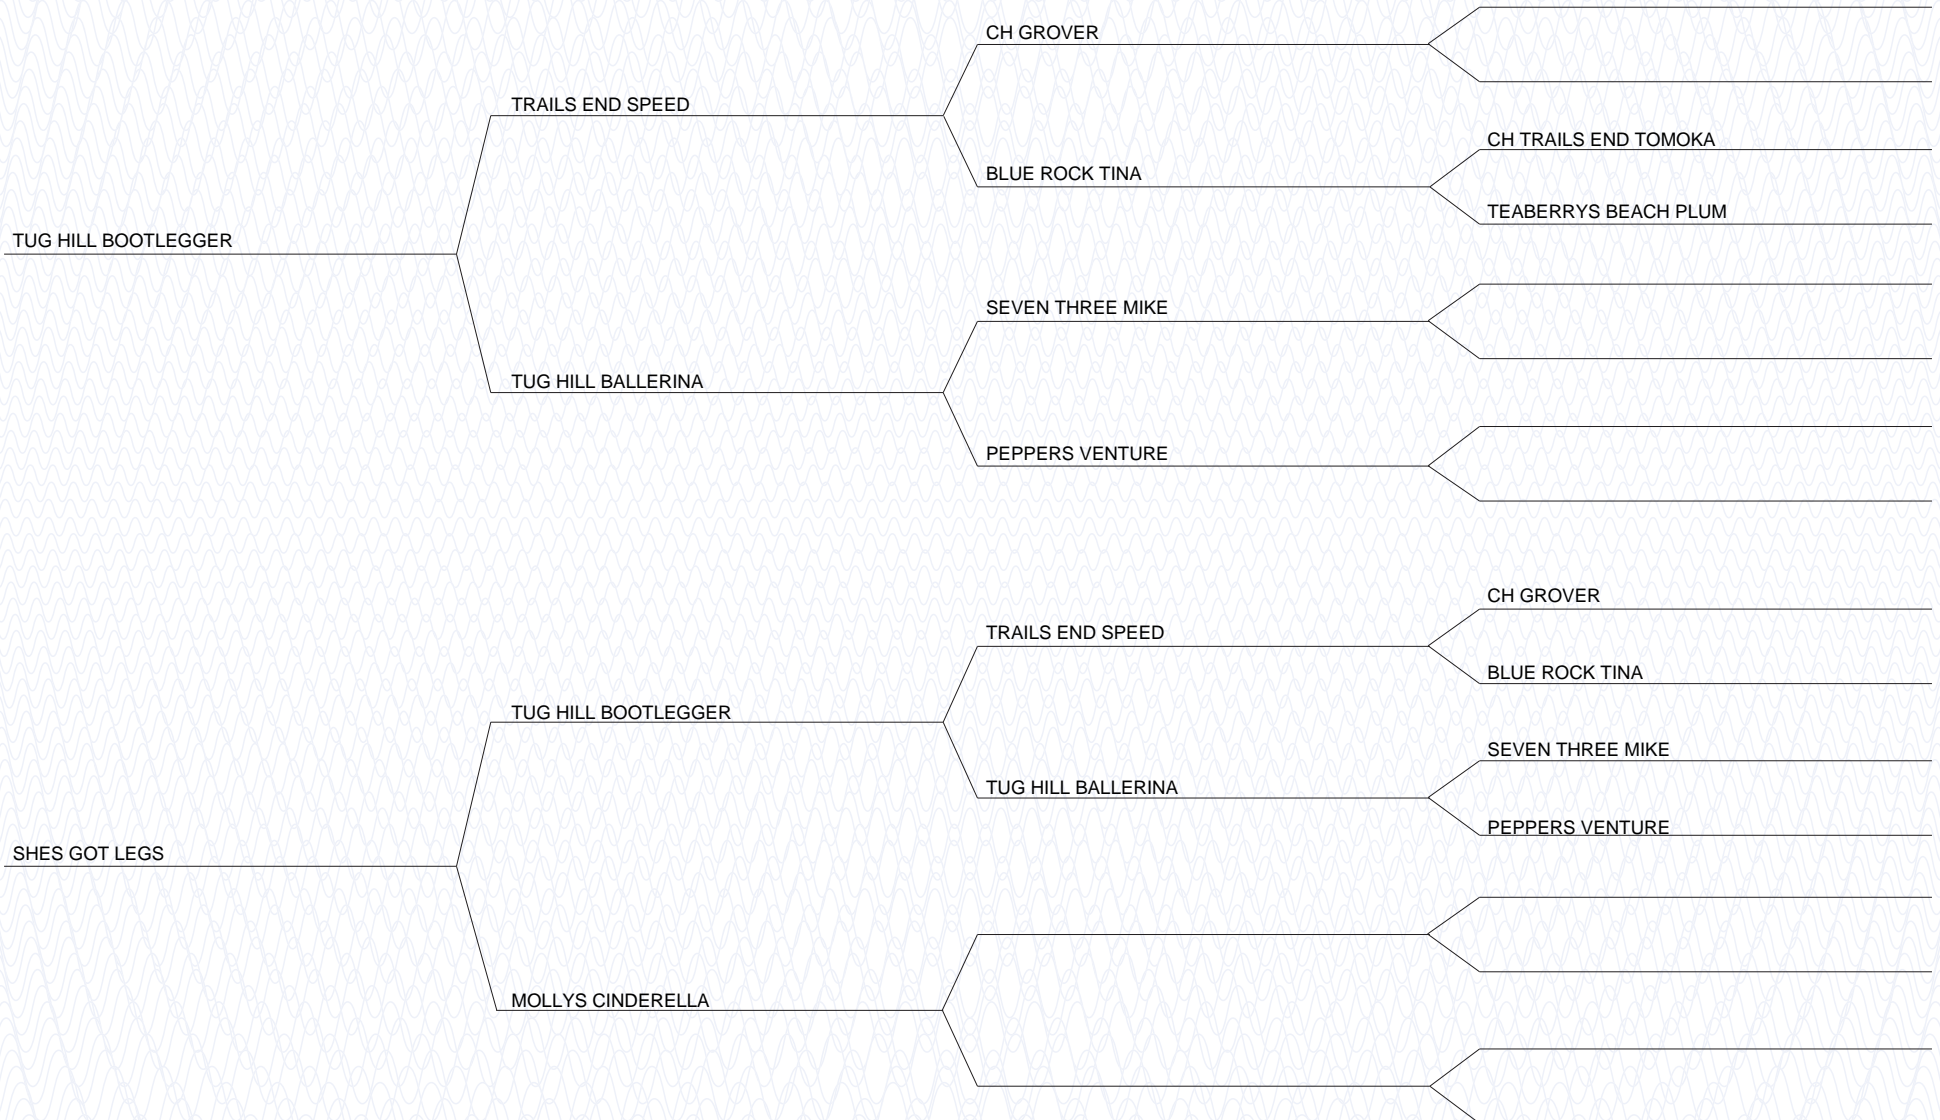 CH GROVER
TRAILS END SPEED
CH TRAILS END TOMOKA
BLUE ROCK TINA
TEABERRYS BEACH PLUM
TUG HILL BOOTLEGGER
SEVEN THREE MIKE
TUG HILL BALLERINA
PEPPERS VENTURE
CH GROVER
TRAILS END SPEED
BLUE ROCK TINA
TUG HILL BOOTLEGGER
SEVEN THREE MIKE
TUG HILL BALLERINA
PEPPERS VENTURE
SHES GOT LEGS
MOLLYS CINDERELLA